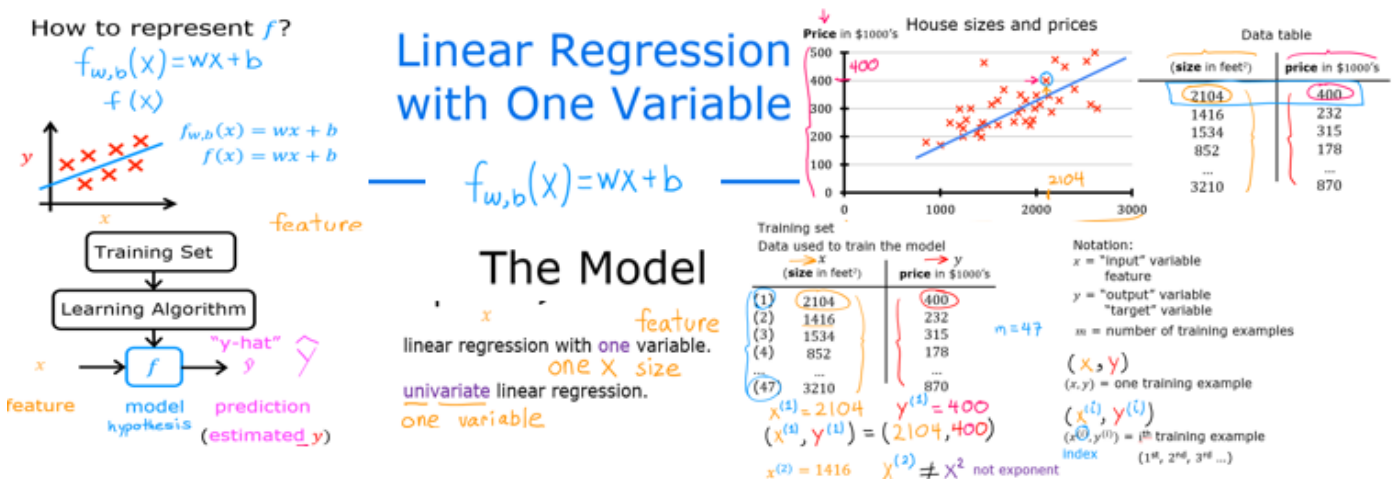 How to represent f?
f_{w,b}(x) = wx + b
f(x)
f_{w,b}(x) = wx + b
f(x) = wx + b
y
x
feature
Training Set
Learning Algorithm
x
f
"y-hat"
ŷ
ŷ
feature
model
hypothesis
prediction
(estimated y)
Linear Regression
with One Variable
f_{w,b}(x) = wx + b
The Model
x
feature
linear regression with one variable.
one x size
univariate linear regression.
one variable
House sizes and prices
Price in $1000's
500
400
400
300
200
100
0
2104
0 1000 2000 3000
Data table
(size in feet²) price in $1000's
2104 400
1416 232
1534 315
852 178
... ...
3210 870
Training set
Data used to train the model
x y
(size in feet²) price in $1000's
(1) 2104 400
(2) 1416 232
(3) 1534 315
(4) 852 178
... ... ...
(47) 3210 870
m = 47
x⁽¹⁾ = 2104 y⁽¹⁾ = 400
(x⁽¹⁾, y⁽¹⁾) = (2104, 400)
x⁽²⁾ = 1416 x⁽²⁾ ≠ x² not exponent
Notation:
x = "input" variable
feature
y = "output" variable
"target" variable
m = number of training examples
(x, y)
(x, y) = one training example
(x⁽ⁱ⁾, y⁽ⁱ⁾)
(x⁽ⁱ⁾, y⁽ⁱ⁾) = iᵗʰ training example
index
(1ˢᵗ, 2ⁿᵈ, 3ʳᵈ ...)